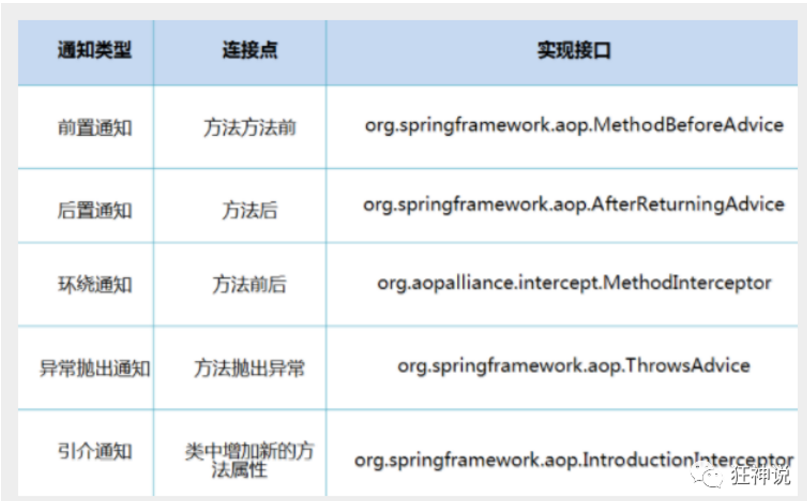 通知类型 连接点 实现接口
前置通知 方法方法前 org.springframework.aop.MethodBeforeAdvice
后置通知 方法后 org.springframework.aop.AfterReturningAdvice
环绕通知 方法前后 org.aopalliance.intercept.MethodInterceptor
异常抛出通知 方法抛出异常 org.springframework.aop.ThrowsAdvice
引介通知 类中增加新的方
法属性 org.springframework.aop.IntroductionInterceptor
狂神说